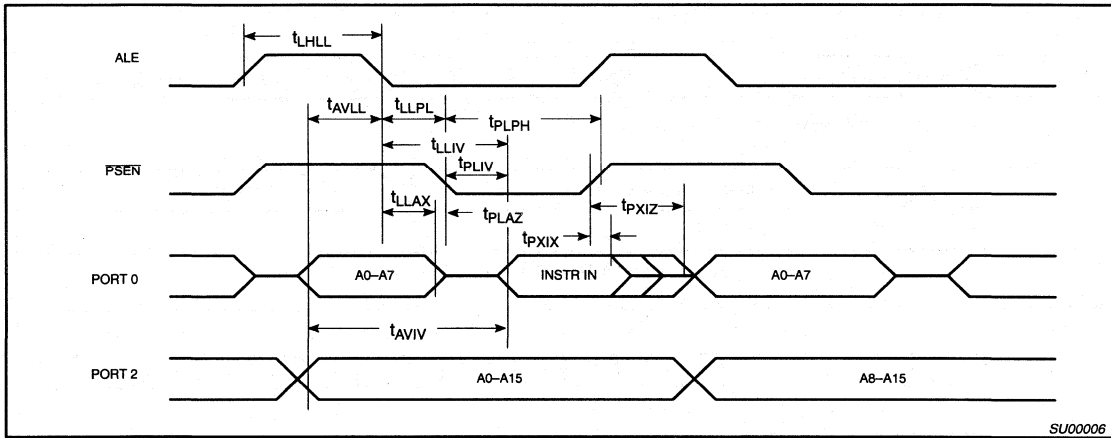 tLHLL
ALE
tAVLL tLLPL tPLPH
tLLIV
PSEN tPLIV
tLLAX tPLAZ tPXIZ
tPXIX
PORT 0 A0–A7 INSTR IN A0–A7
tAVIV
PORT 2 A0–A15 A8–A15
SU00006